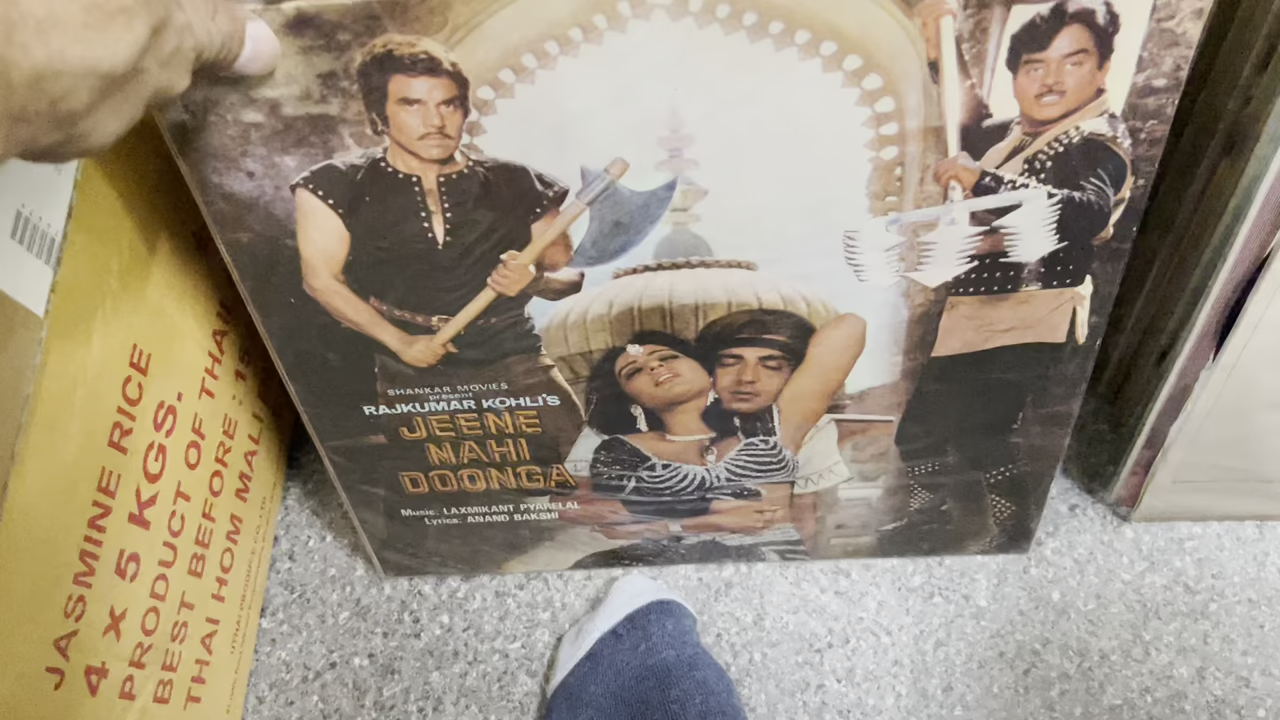 SHANKAR MOVIES
present
RAJKUMAR KOHLI'S
JEENE
NAHI
DOONGA
Music: LAXMIKANT PYARELAL
Lyrics: ANAND BAKSHI
JASMINE RICE
4 X 5 KGS.
PRODUCT OF THAI
BEST BEFORE : 15
THAI HOM MALI